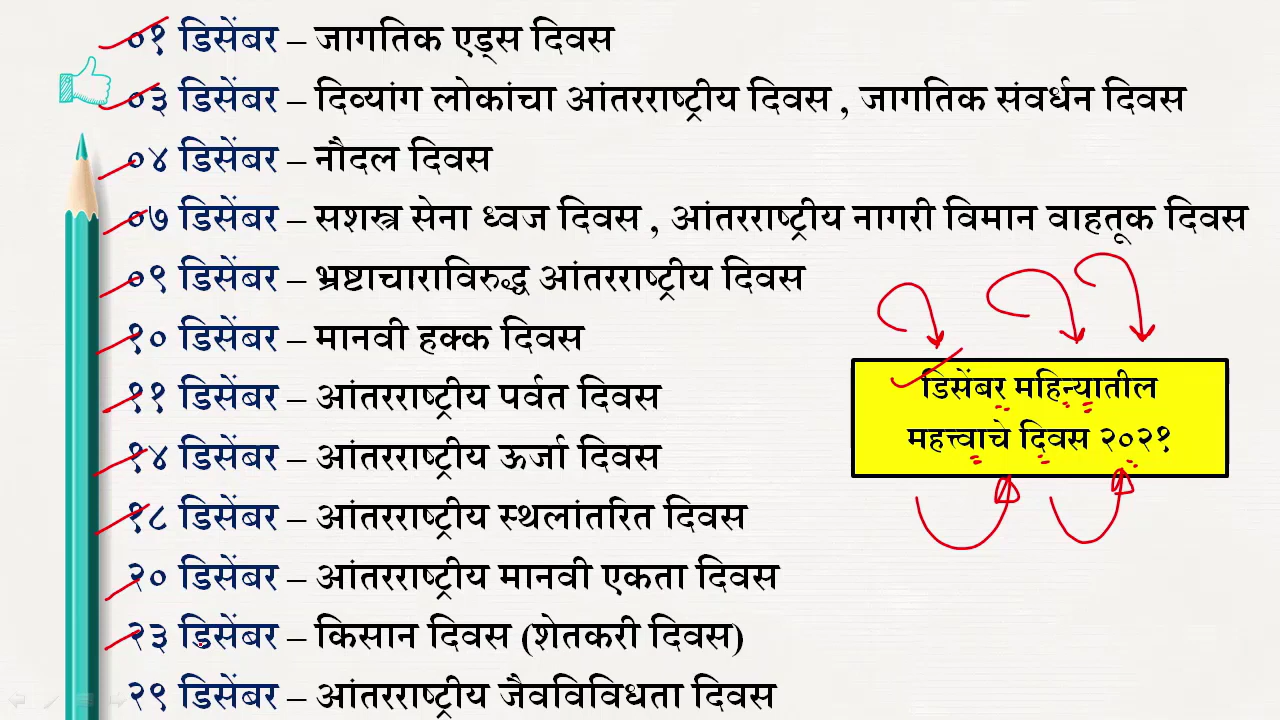 ०१ डिसेंबर – जागतिक एड्स दिवस
०३ डिसेंबर – दिव्यांग लोकांचा आंतरराष्ट्रीय दिवस , जागतिक संवर्धन दिवस
०४ डिसेंबर – नौदल दिवस
०७ डिसेंबर – सशस्त्र सेना ध्वज दिवस , आंतरराष्ट्रीय नागरी विमान वाहतूक दिवस
०९ डिसेंबर – भ्रष्टाचाराविरुद्ध आंतरराष्ट्रीय दिवस
१० डिसेंबर – मानवी हक्क दिवस
११ डिसेंबर – आंतरराष्ट्रीय पर्वत दिवस
१४ डिसेंबर – आंतरराष्ट्रीय ऊर्जा दिवस
१८ डिसेंबर – आंतरराष्ट्रीय स्थलांतरित दिवस
२० डिसेंबर – आंतरराष्ट्रीय मानवी एकता दिवस
२३ डिसेंबर – किसान दिवस (शेतकरी दिवस)
२९ डिसेंबर – आंतरराष्ट्रीय जैवविविधता दिवस
डिसेंबर महिन्यातील
महत्त्वाचे दिवस २०२१